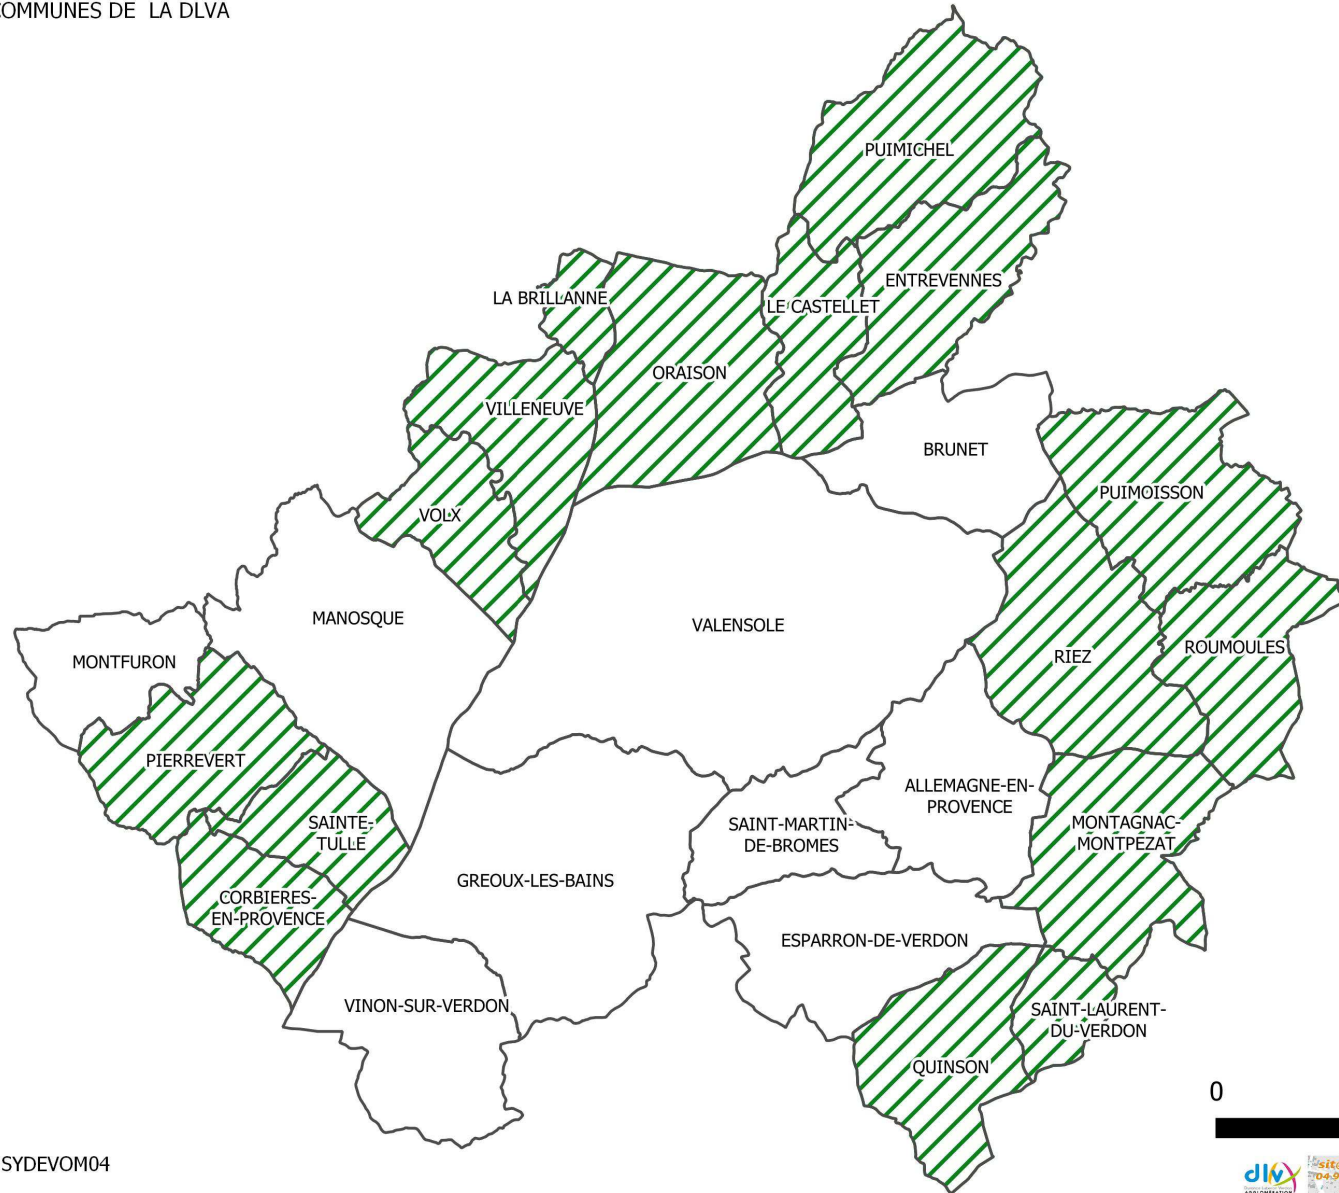 COMMUNES DE LA DLVA
PUIMICHEL
ENTREVENNES
LA BRILLANNE
LE CASTELLET
ORAISON
VILLENEUVE
BRUNET
PUIMOISSON
VOLX
MANOSQUE
VALENSOLE
MONTFURON
RIEZ
ROUMOULES
PIERREVERT
ALLEMAGNE-EN-
PROVENCE
SAINTE-
TULLE
SAINT-MARTIN-
DE-BROMES
MONTAGNAC-
MONTPEZAT
GREOUX-LES-BAINS
CORBIERES-
EN-PROVENCE
ESPARRON-DE-VERDON
VINON-SUR-VERDON
SAINT-LAURENT-
DU-VERDON
QUINSON
0
SYDEVOM04
dlva
AGGLOMÉRATION